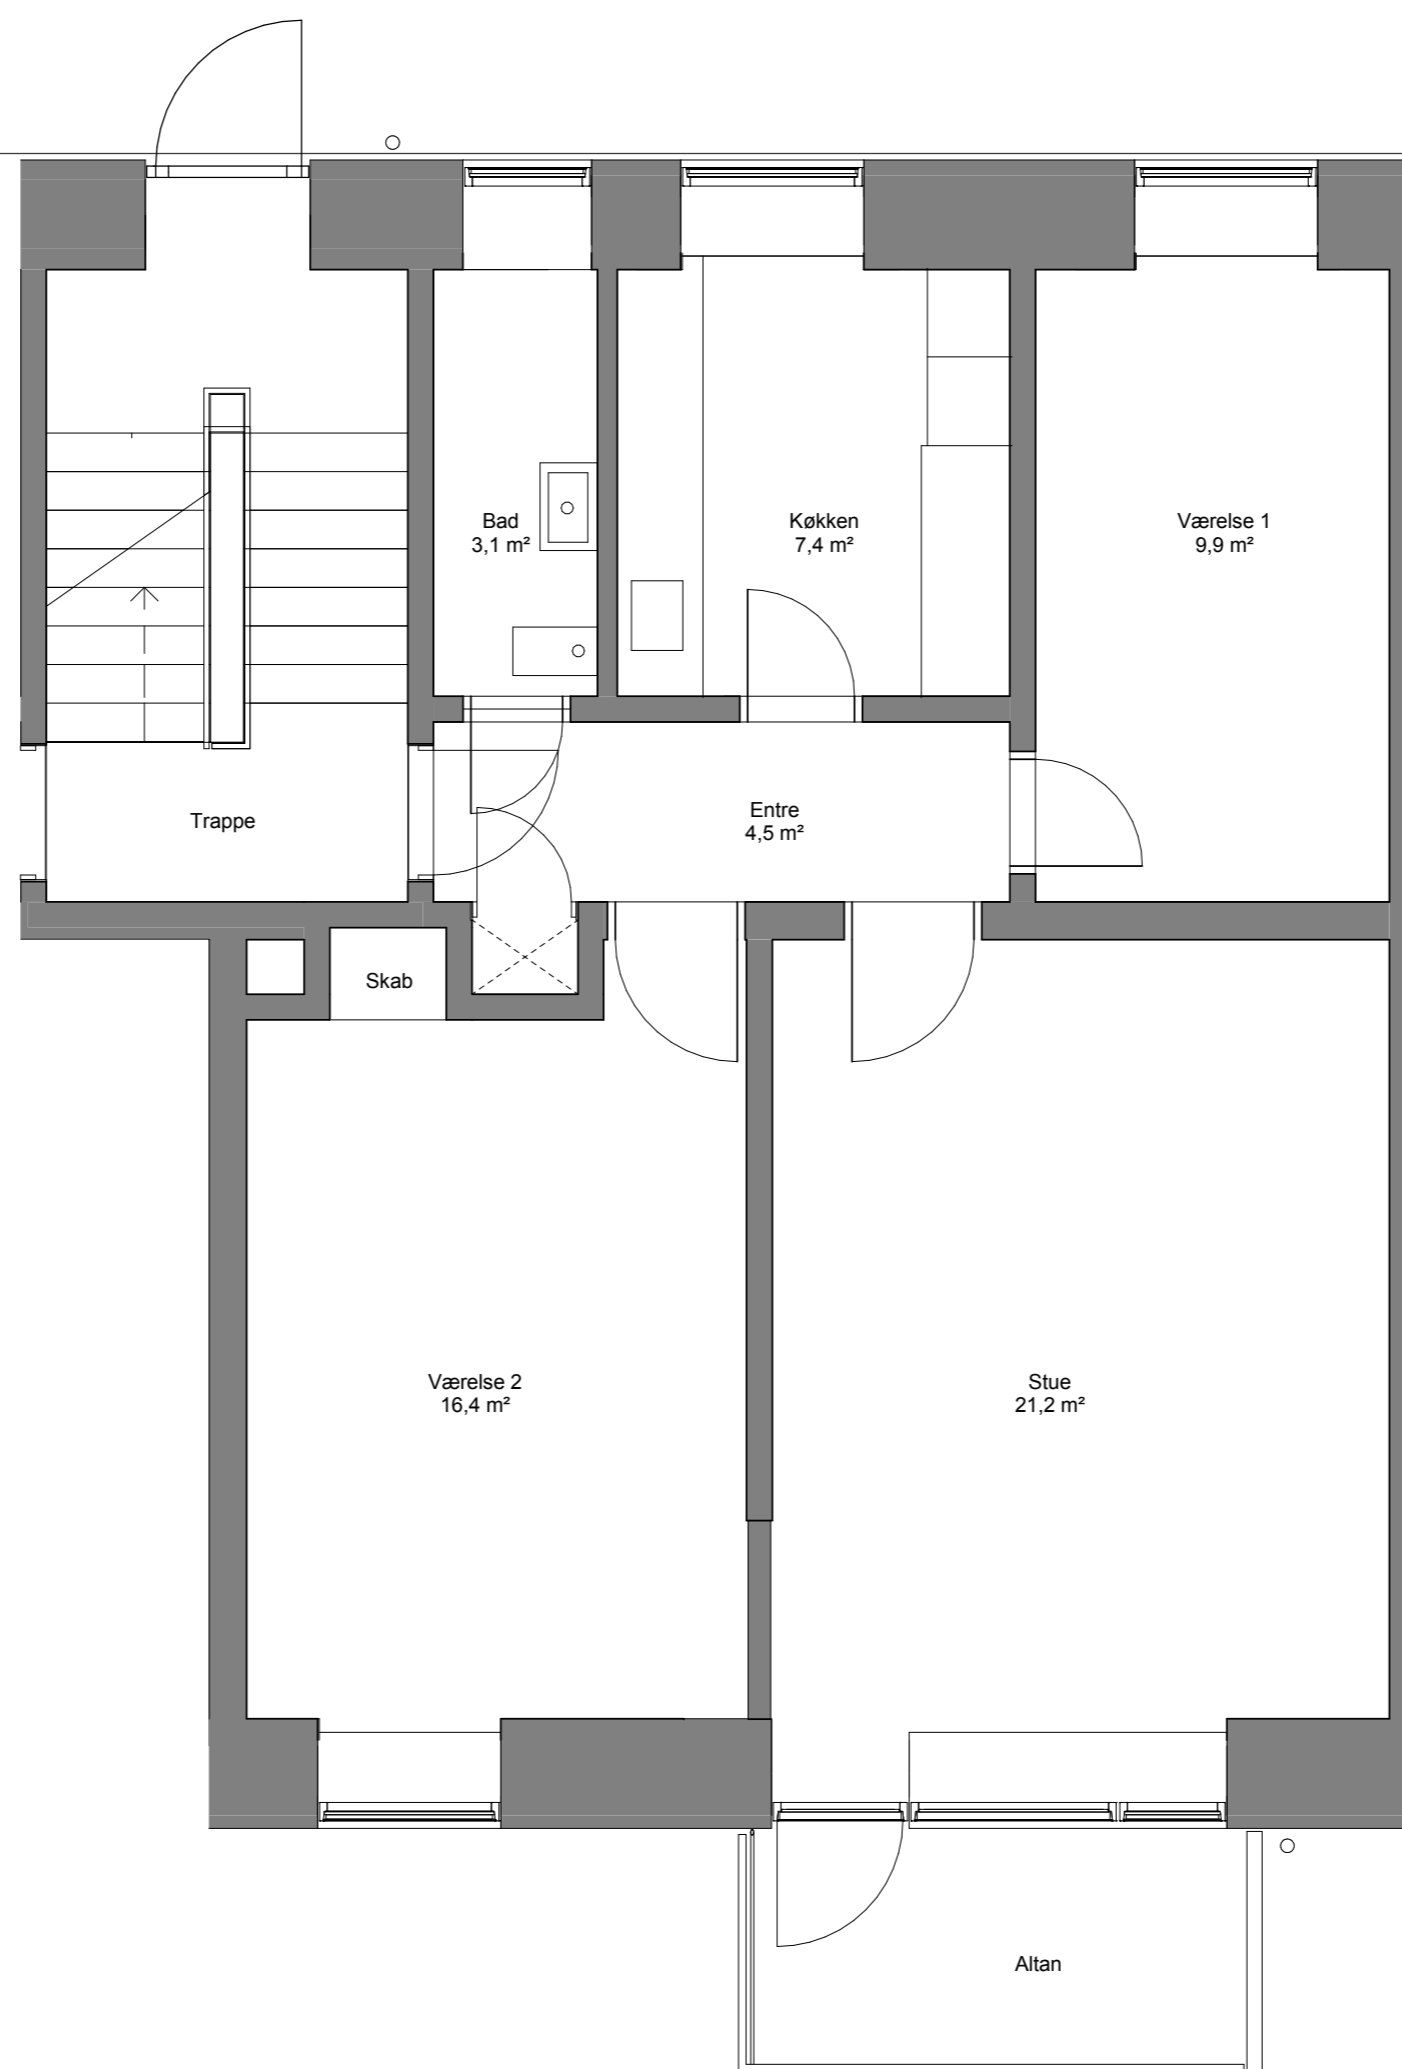 Bad
3,1 m²
Køkken
7,4 m²
Værelse 1
9,9 m²
Trappe
Entre
4,5 m²
Skab
Værelse 2
16,4 m²
Stue
21,2 m²
Altan